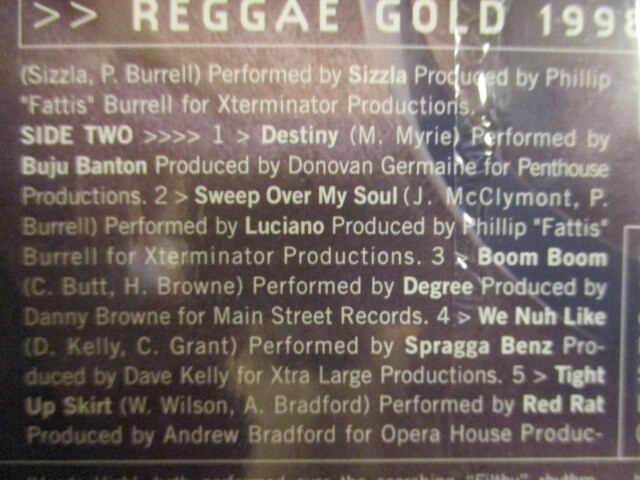 >> REGGAE GOLD 1998
(Sizzla, P. Burrell) Performed by Sizzla Produced by Phillip
"Fattis" Burrell for Xterminator Productions.
SIDE TWO >>>> 1 > Destiny (M. Myrie) Performed by
Buju Banton Produced by Donovan Germaine for Penthouse
Productions. 2 > Sweep Over My Soul (J. McClymont, P.
Burrell) Performed by Luciano Produced by Phillip "Fattis"
Burrell for Xterminator Productions. 3 > Boom Boom
(C. Butt, H. Browne) Performed by Degree Produced by
Danny Browne for Main Street Records. 4 > We Nuh Like
(D. Kelly, C. Grant) Performed by Spragga Benz Pro-
duced by Dave Kelly for Xtra Large Productions. 5 > Tight
Up Skirt (W. Wilson, A. Bradford) Performed by Red Rat
Produced by Andrew Bradford for Opera House Produc-